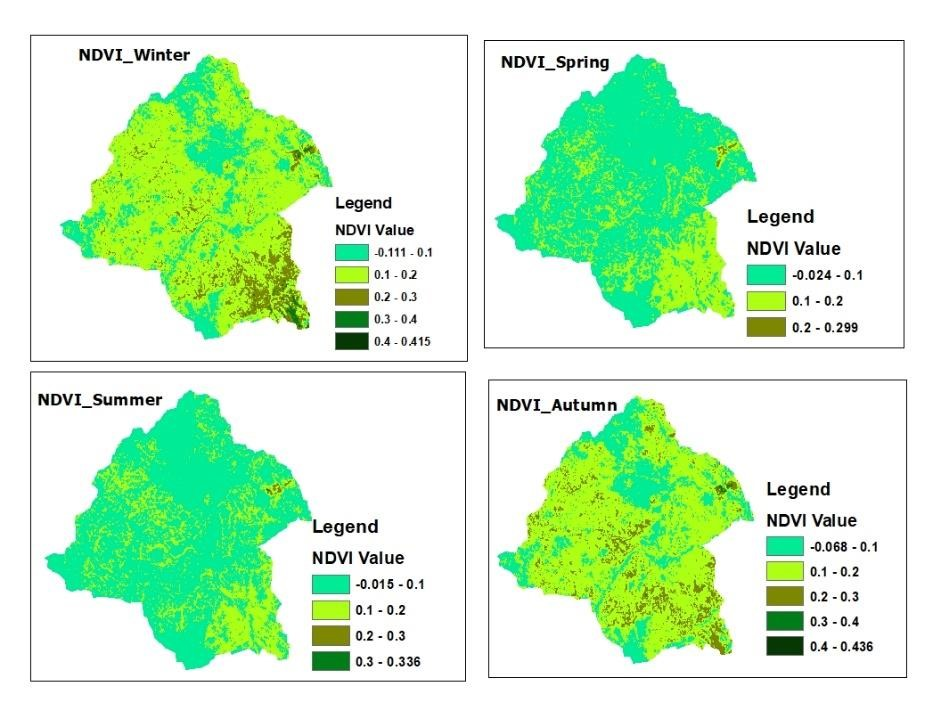 NDVI_Winter
Legend
NDVI Value
-0.111 - 0.1
0.1 - 0.2
0.2 - 0.3
0.3 - 0.4
0.4 - 0.415
NDVI_Spring
Legend
NDVI Value
-0.024 - 0.1
0.1 - 0.2
0.2 - 0.299
NDVI_Summer
Legend
NDVI Value
-0.015 - 0.1
0.1 - 0.2
0.2 - 0.3
0.3 - 0.336
NDVI_Autumn
Legend
NDVI Value
-0.068 - 0.1
0.1 - 0.2
0.2 - 0.3
0.3 - 0.4
0.4 - 0.436